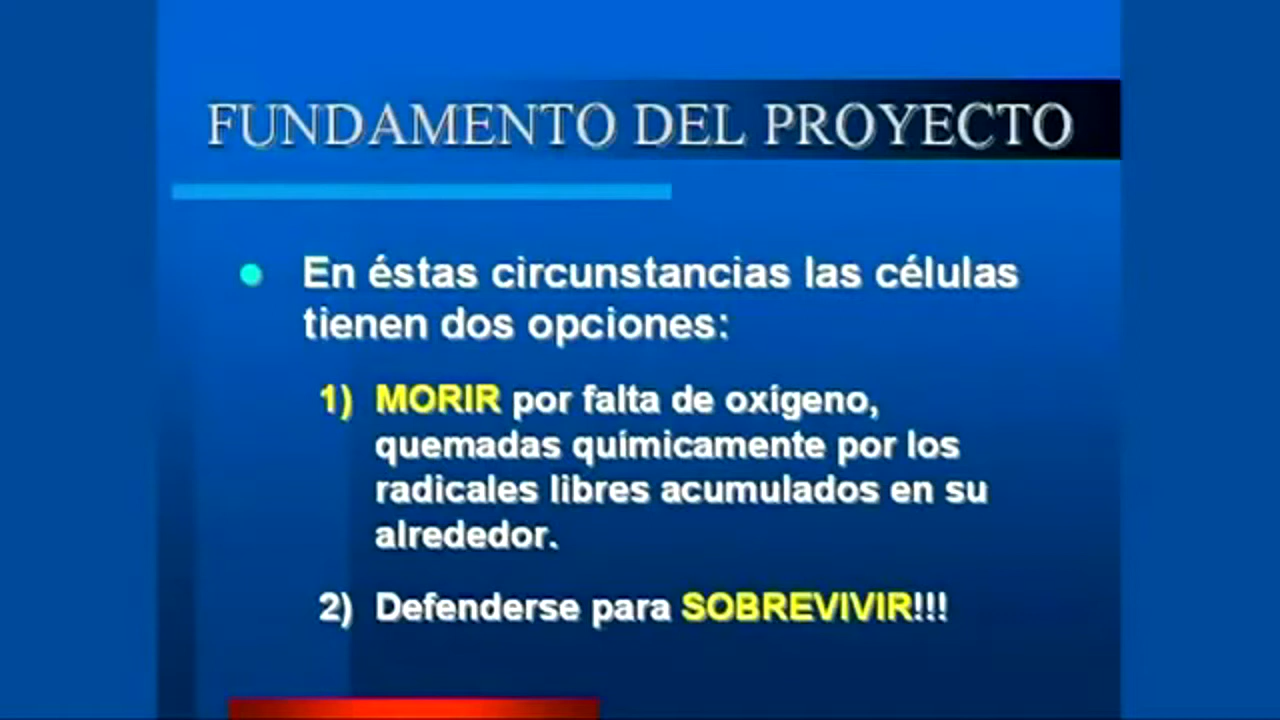 FUNDAMENTO DEL PROYECTO
En éstas circunstancias las células
tienen dos opciones:
1) MORIR por falta de oxígeno,
quemadas químicamente por los
radicales libres acumulados en su
alrededor.
2) Defenderse para SOBREVIVIR!!!